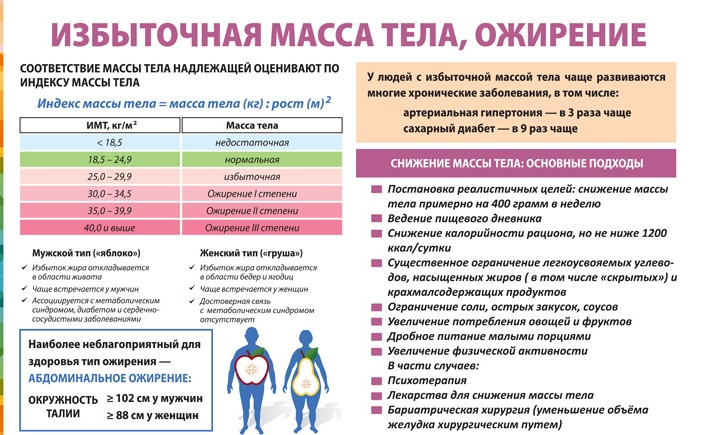 ИЗБЫТОЧНАЯ МАССА ТЕЛА, ОЖИРЕНИЕ
СООТВЕТСТВИЕ МАССЫ ТЕЛА НАДЛЕЖАЩЕЙ ОЦЕНИВАЮТ ПО
ИНДЕКСУ МАССЫ ТЕЛА
Индекс массы тела = масса тела (кг) : рост (м)²
ИМТ, кг/м² Масса тела
< 18,5 недостаточная
18,5 – 24,9 нормальная
25,0 – 29,9 избыточная
30,0 – 34,5 Ожирение I степени
35,0 – 39,9 Ожирение II степени
40,0 и выше Ожирение III степени
Мужской тип («яблоко»)
✓ Избыток жира откладывается
в области живота
✓ Чаще встречается у мужчин
✓ Ассоциируется с метаболическим
синдромом, диабетом и сердечно-
сосудистыми заболеваниями
Женский тип («груша»)
✓ Избыток жира откладывается
в области бедер и ягодиц
✓ Чаще встречается у женщин
✓ Достоверная связь
с метаболическим синдромом
отсутствует
Наиболее неблагоприятный для
здоровья тип ожирения —
АБДОМИНАЛЬНОЕ ОЖИРЕНИЕ:
ОКРУЖНОСТЬ ТАЛИИ
≥ 102 см у мужчин
≥ 88 см у женщин
У людей с избыточной массой тела чаще развиваются
многие хронические заболевания, в том числе:
артериальная гипертония — в 3 раза чаще
сахарный диабет — в 9 раз чаще
СНИЖЕНИЕ МАССЫ ТЕЛА: ОСНОВНЫЕ ПОДХОДЫ
Постановка реалистичных целей: снижение массы
тела примерно на 400 грамм в неделю
Ведение пищевого дневника
Снижение калорийности рациона, но не ниже 1200
ккал/сутки
Существенное ограничение легкоусвояемых углево-
дов, насыщенных жиров ( в том числе «скрытых») и
крахмалсодержащих продуктов
Ограничение соли, острых закусок, соусов
Увеличение потребления овощей и фруктов
Дробное питание малыми порциями
Увеличение физической активности
В части случаев:
Психотерапия
Лекарства для снижения массы тела
Бариатрическая хирургия (уменьшение объёма
желудка хирургическим путем)